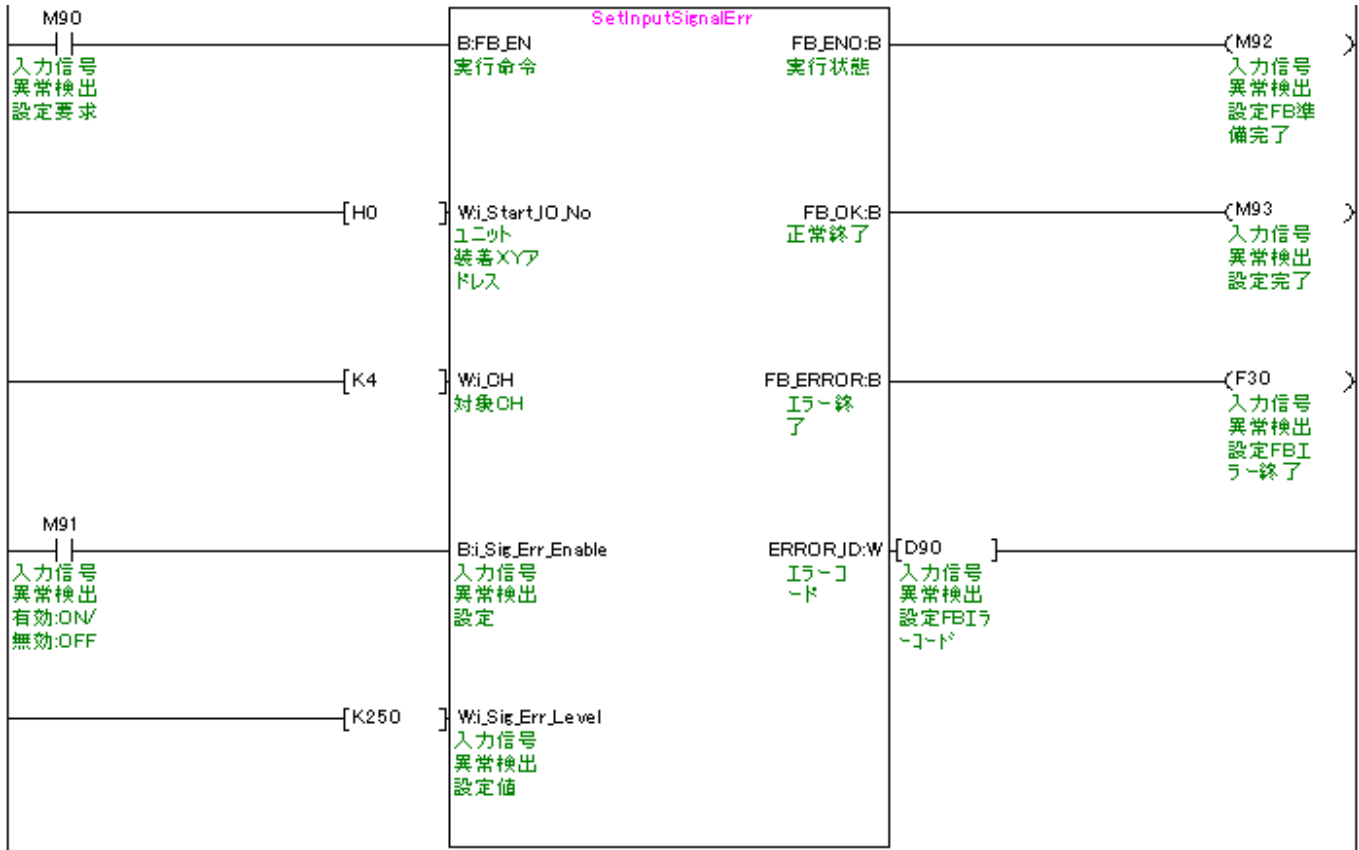 M90
SetInputSignalErr
B:FB_EN
FB_ENO:B
(M92 )
入力信号
異常検出
設定要求
実行命令
実行状態
入力信号
異常検出
設定FB準
備完了
[H0 ]
W:i_Start_IO_No
FB_OK:B
(M93 )
ユニット
装着XYア
ドレス
正常終了
入力信号
異常検出
設定完了
[K4 ]
W:i_CH
FB_ERROR:B
(F30 )
対象CH
エラー終
了
入力信号
異常検出
設定FBエ
ラー終了
M91
B:i_Sig_Err_Enable
ERROR_ID:W
[D90 ]
入力信号
異常検出
有効:ON/
無効:OFF
入力信号
異常検出
設定
エラーコ
ード
入力信号
異常検出
設定FBエラ
ーコード
[K250 ]
W:i_Sig_Err_Level
入力信号
異常検出
設定値